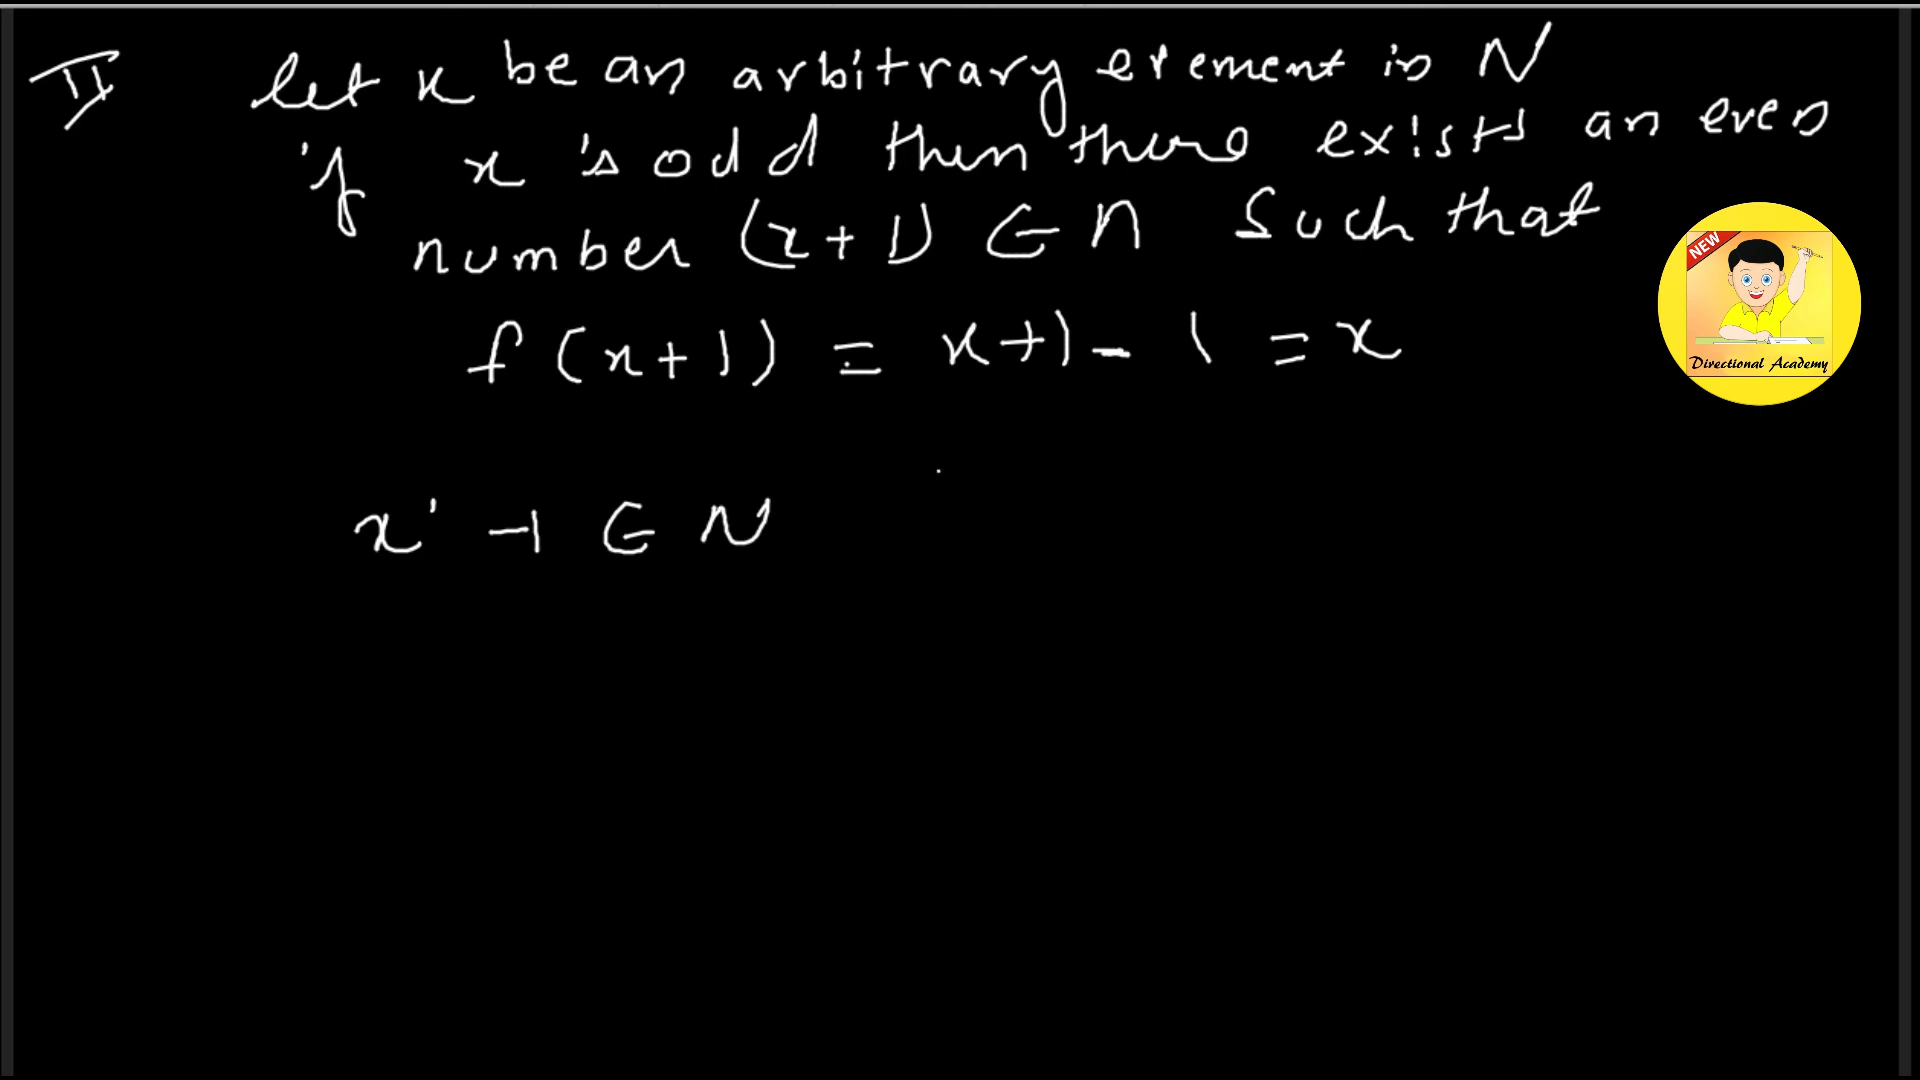 II let x be an arbitrary element in N
if x is odd then there exists an even
number (x+1) ∈ N such that
f(x+1) = x+1-1 = x
x' -1 ∈ N
NEW
Directional Academy